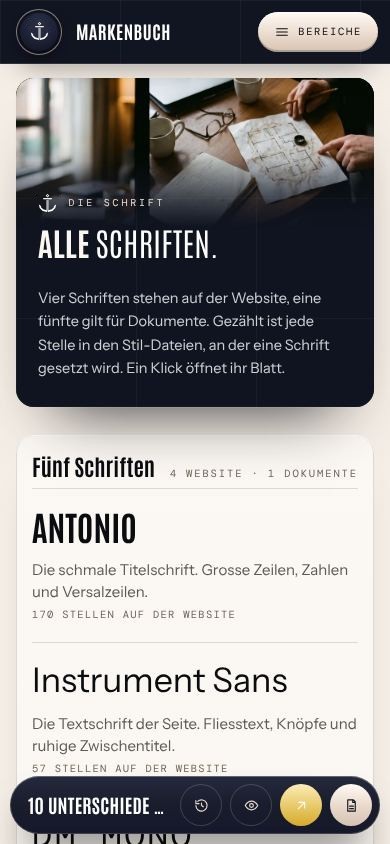 MARKENBUCH
BEREICHE
DIE SCHRIFT
ALLE SCHRIFTEN.
Vier Schriften stehen auf der Website, eine
fünfte gilt für Dokumente. Gezählt ist jede
Stelle in den Stil-Dateien, an der eine Schrift
gesetzt wird. Ein Klick öffnet ihr Blatt.
Fünf Schriften
4 WEBSITE · 1 DOKUMENTE
ANTONIO
Die schmale Titelschrift. Grosse Zeilen, Zahlen
und Versalzeilen.
170 STELLEN AUF DER WEBSITE
Instrument Sans
Die Textschrift der Seite. Fliesstext, Knöpfe und
ruhige Zwischentitel.
57 STELLEN AUF DER WEBSITE
10 UNTERSCHIEDE …
DM MONO